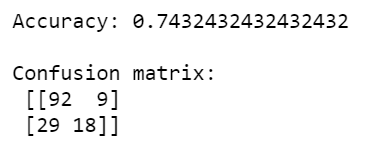 Accuracy: 0.7432432432432432
Confusion matrix:
[[92  9]
[29 18]]